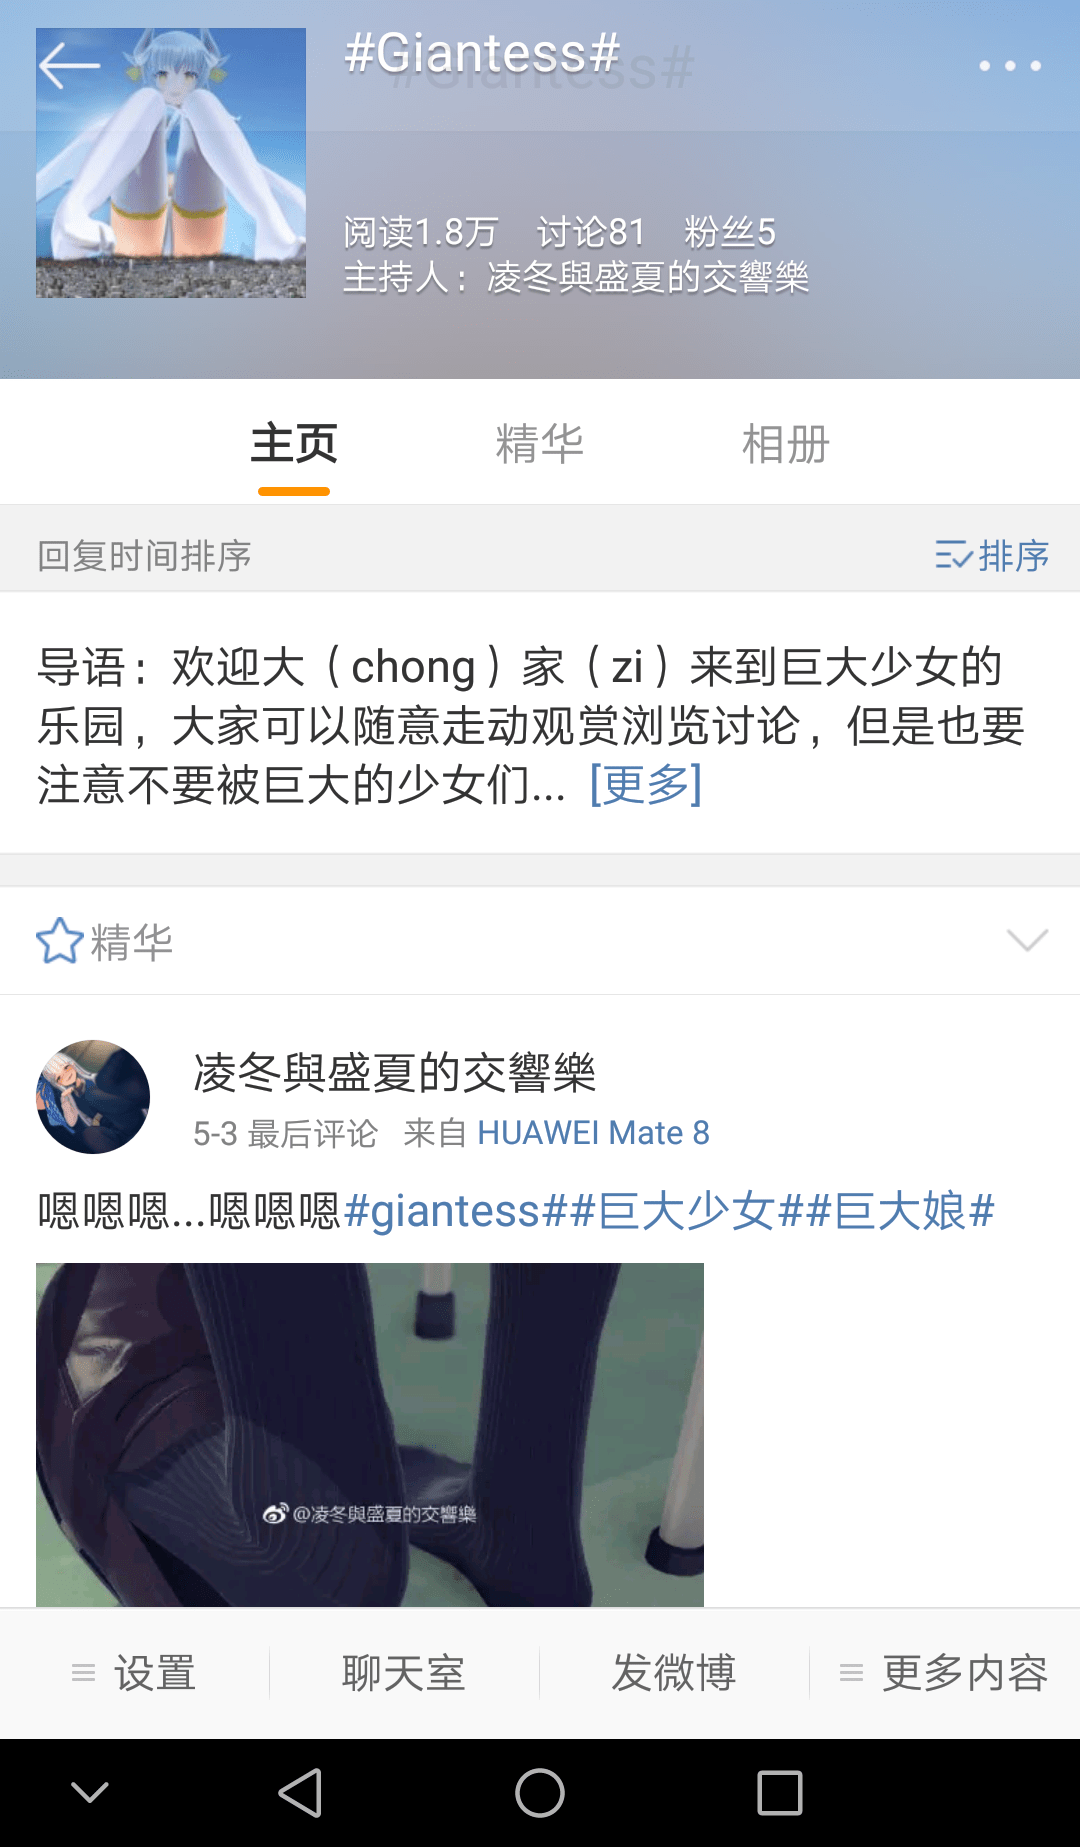 #Giantess#
#Giantess#
阅读1.8万 讨论81 粉丝5
主持人：凌冬與盛夏的交響樂
主页 精华 相册
回复时间排序 排序
导语：欢迎大（chong）家（zi）来到巨大少女的
乐园，大家可以随意走动观赏浏览讨论，但是也要
注意不要被巨大的少女们... [更多]
精华
凌冬與盛夏的交響樂
5-3 最后评论 来自 HUAWEI Mate 8
嗯嗯嗯...嗯嗯嗯#giantess##巨大少女##巨大娘#
@凌冬與盛夏的交響樂
设置 聊天室 发微博 更多内容